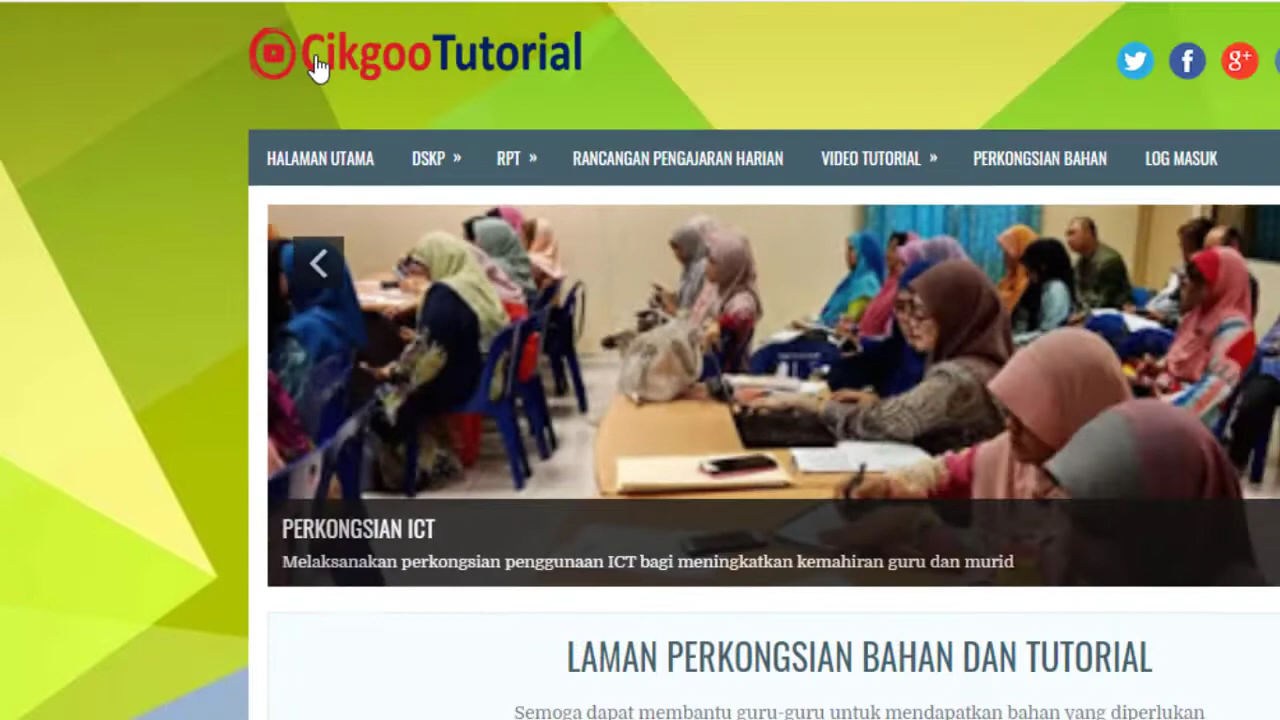 CikgooTutorial
HALAMAN UTAMA DSKP » RPT » RANCANGAN PENGAJARAN HARIAN VIDEO TUTORIAL » PERKONGSIAN BAHAN LOG MASUK
PERKONGSIAN ICT
Melaksanakan perkongsian penggunaan ICT bagi meningkatkan kemahiran guru dan murid
LAMAN PERKONGSIAN BAHAN DAN TUTORIAL
Semoga dapat membantu guru-guru untuk mendapatkan bahan yang diperlukan